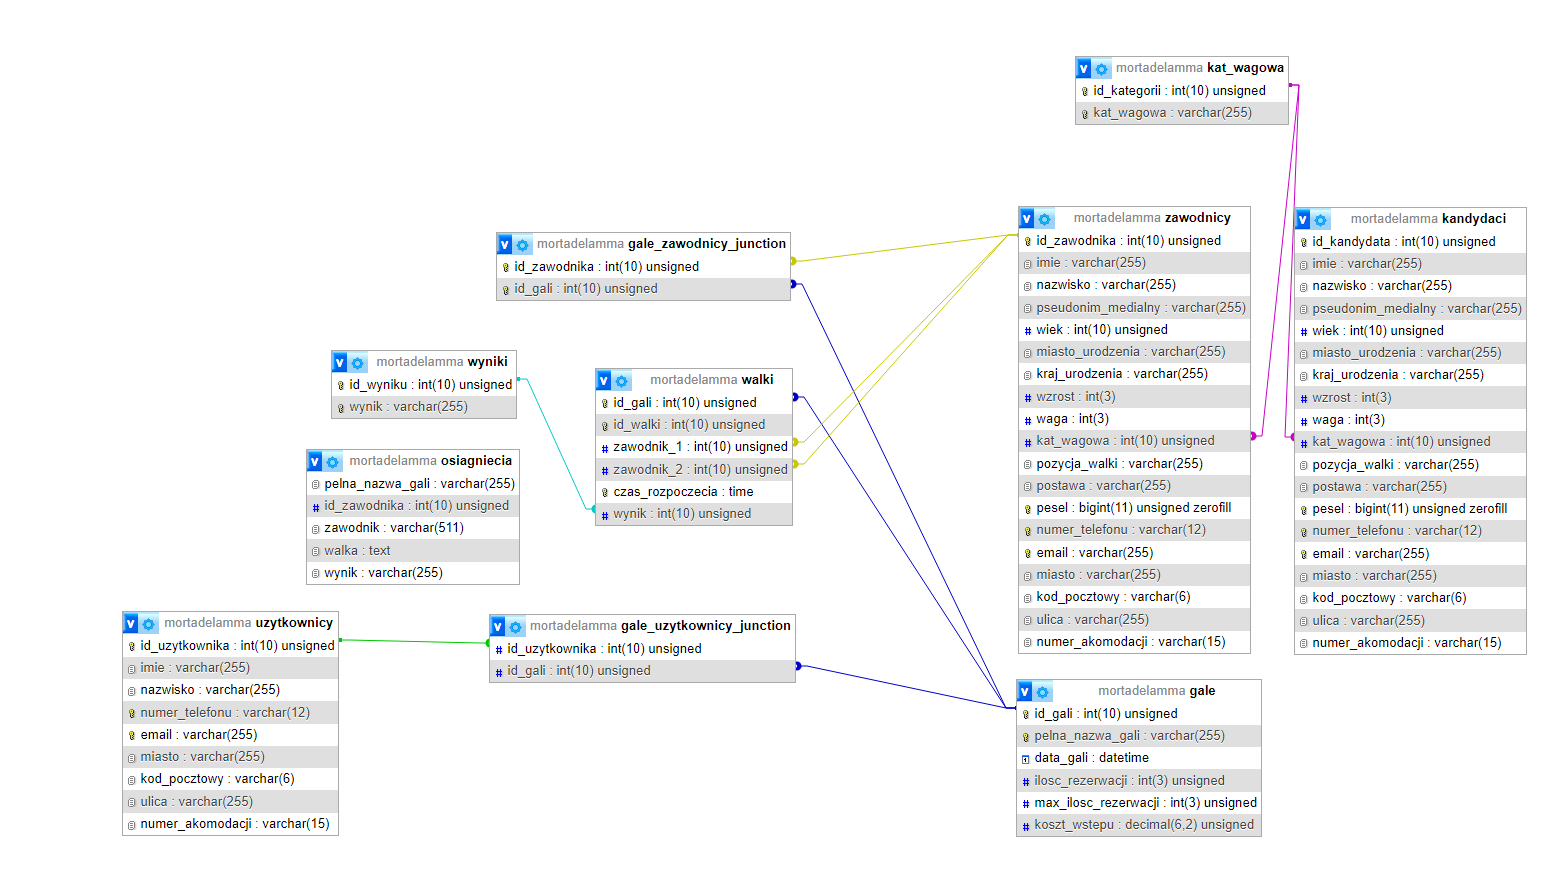 mortadelamma kat_wagowa
id_kategorii : int(10) unsigned
kat_wagowa : varchar(255)
mortadelamma zawodnicy
id_zawodnika : int(10) unsigned
imie : varchar(255)
nazwisko : varchar(255)
pseudonim_medialny : varchar(255)
wiek : int(10) unsigned
miasto_urodzenia : varchar(255)
kraj_urodzenia : varchar(255)
wzrost : int(3)
waga : int(3)
kat_wagowa : int(10) unsigned
pozycja_walki : varchar(255)
postawa : varchar(255)
pesel : bigint(11) unsigned zerofill
numer_telefonu : varchar(12)
email : varchar(255)
miasto : varchar(255)
kod_pocztowy : varchar(6)
ulica : varchar(255)
numer_akomodacji : varchar(15)
mortadelamma kandydaci
id_kandydata : int(10) unsigned
imie : varchar(255)
nazwisko : varchar(255)
pseudonim_medialny : varchar(255)
wiek : int(10) unsigned
miasto_urodzenia : varchar(255)
kraj_urodzenia : varchar(255)
wzrost : int(3)
waga : int(3)
kat_wagowa : int(10) unsigned
pozycja_walki : varchar(255)
postawa : varchar(255)
pesel : bigint(11) unsigned zerofill
numer_telefonu : varchar(12)
email : varchar(255)
miasto : varchar(255)
kod_pocztowy : varchar(6)
ulica : varchar(255)
numer_akomodacji : varchar(15)
mortadelamma gale_zawodnicy_junction
id_zawodnika : int(10) unsigned
id_gali : int(10) unsigned
mortadelamma wyniki
id_wyniku : int(10) unsigned
wynik : varchar(255)
mortadelamma walki
id_gali : int(10) unsigned
id_walki : int(10) unsigned
zawodnik_1 : int(10) unsigned
zawodnik_2 : int(10) unsigned
czas_rozpoczecia : time
wynik : int(10) unsigned
mortadelamma osiagniecia
pelna_nazwa_gali : varchar(255)
id_zawodnika : int(10) unsigned
zawodnik : varchar(511)
walka : text
wynik : varchar(255)
mortadelamma uzytkownicy
id_uzytkownika : int(10) unsigned
imie : varchar(255)
nazwisko : varchar(255)
numer_telefonu : varchar(12)
email : varchar(255)
miasto : varchar(255)
kod_pocztowy : varchar(6)
ulica : varchar(255)
numer_akomodacji : varchar(15)
mortadelamma gale_uzytkownicy_junction
id_uzytkownika : int(10) unsigned
id_gali : int(10) unsigned
mortadelamma gale
id_gali : int(10) unsigned
pelna_nazwa_gali : varchar(255)
data_gali : datetime
ilosc_rezerwacji : int(3) unsigned
max_ilosc_rezerwacji : int(3) unsigned
koszt_wstepu : decimal(6,2) unsigned